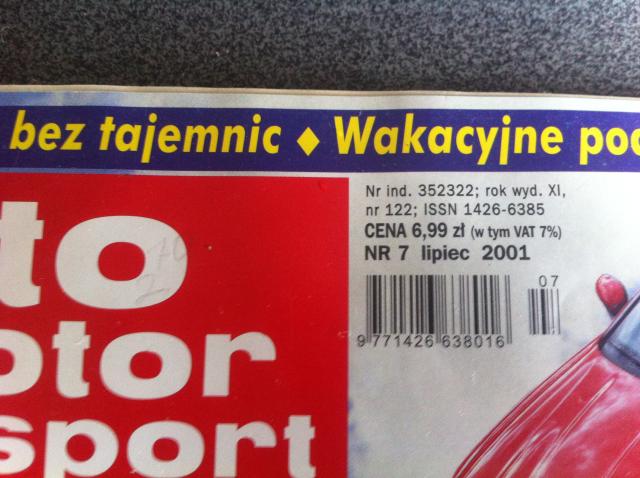 bez tajemnic ♦ Wakacyjne
Nr ind. 352322; rok wyd. XI,
nr 122; ISSN 1426-6385
CENA 6,99 zł (w tym VAT 7%)
NR 7 lipiec 2001
07
9 771426 638016
to
otor
sport